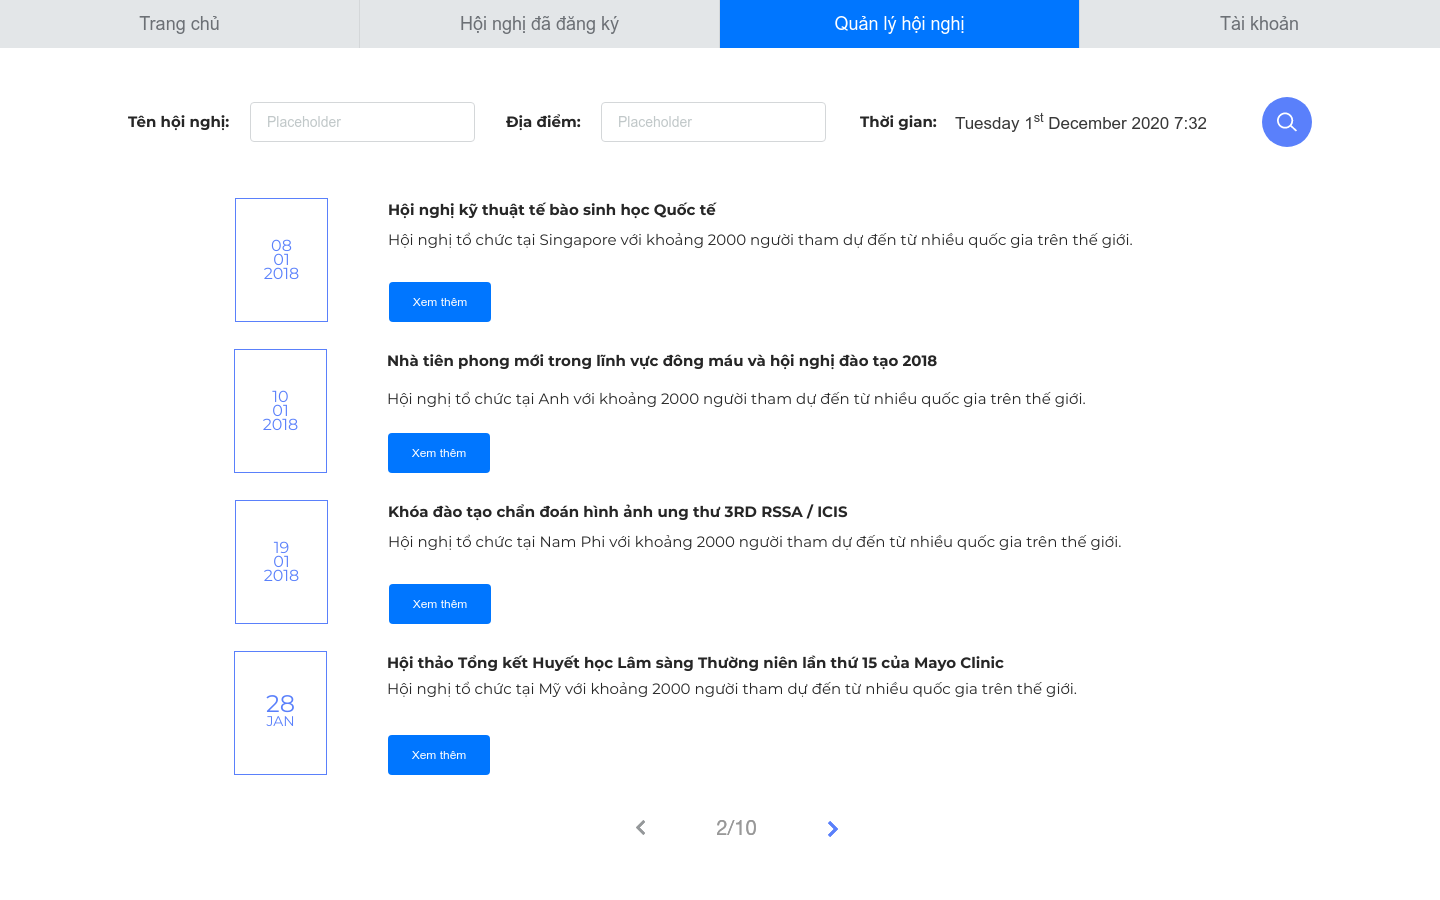 Trang chủ
Hội nghị đã đăng ký
Quản lý hội nghị
Tài khoản
Tên hội nghị:
Placeholder
Địa điểm:
Placeholder
Thời gian:
Tuesday 1st December 2020 7:32
08
01
2018
Hội nghị kỹ thuật tế bào sinh học Quốc tế
Hội nghị tổ chức tại Singapore với khoảng 2000 người tham dự đến từ nhiều quốc gia trên thế giới.
Xem thêm
10
01
2018
Nhà tiên phong mới trong lĩnh vực đông máu và hội nghị đào tạo 2018
Hội nghị tổ chức tại Anh với khoảng 2000 người tham dự đến từ nhiều quốc gia trên thế giới.
Xem thêm
19
01
2018
Khóa đào tạo chẩn đoán hình ảnh ung thư 3RD RSSA / ICIS
Hội nghị tổ chức tại Nam Phi với khoảng 2000 người tham dự đến từ nhiều quốc gia trên thế giới.
Xem thêm
28
JAN
Hội thảo Tổng kết Huyết học Lâm sàng Thường niên lần thứ 15 của Mayo Clinic
Hội nghị tổ chức tại Mỹ với khoảng 2000 người tham dự đến từ nhiều quốc gia trên thế giới.
Xem thêm
2/10